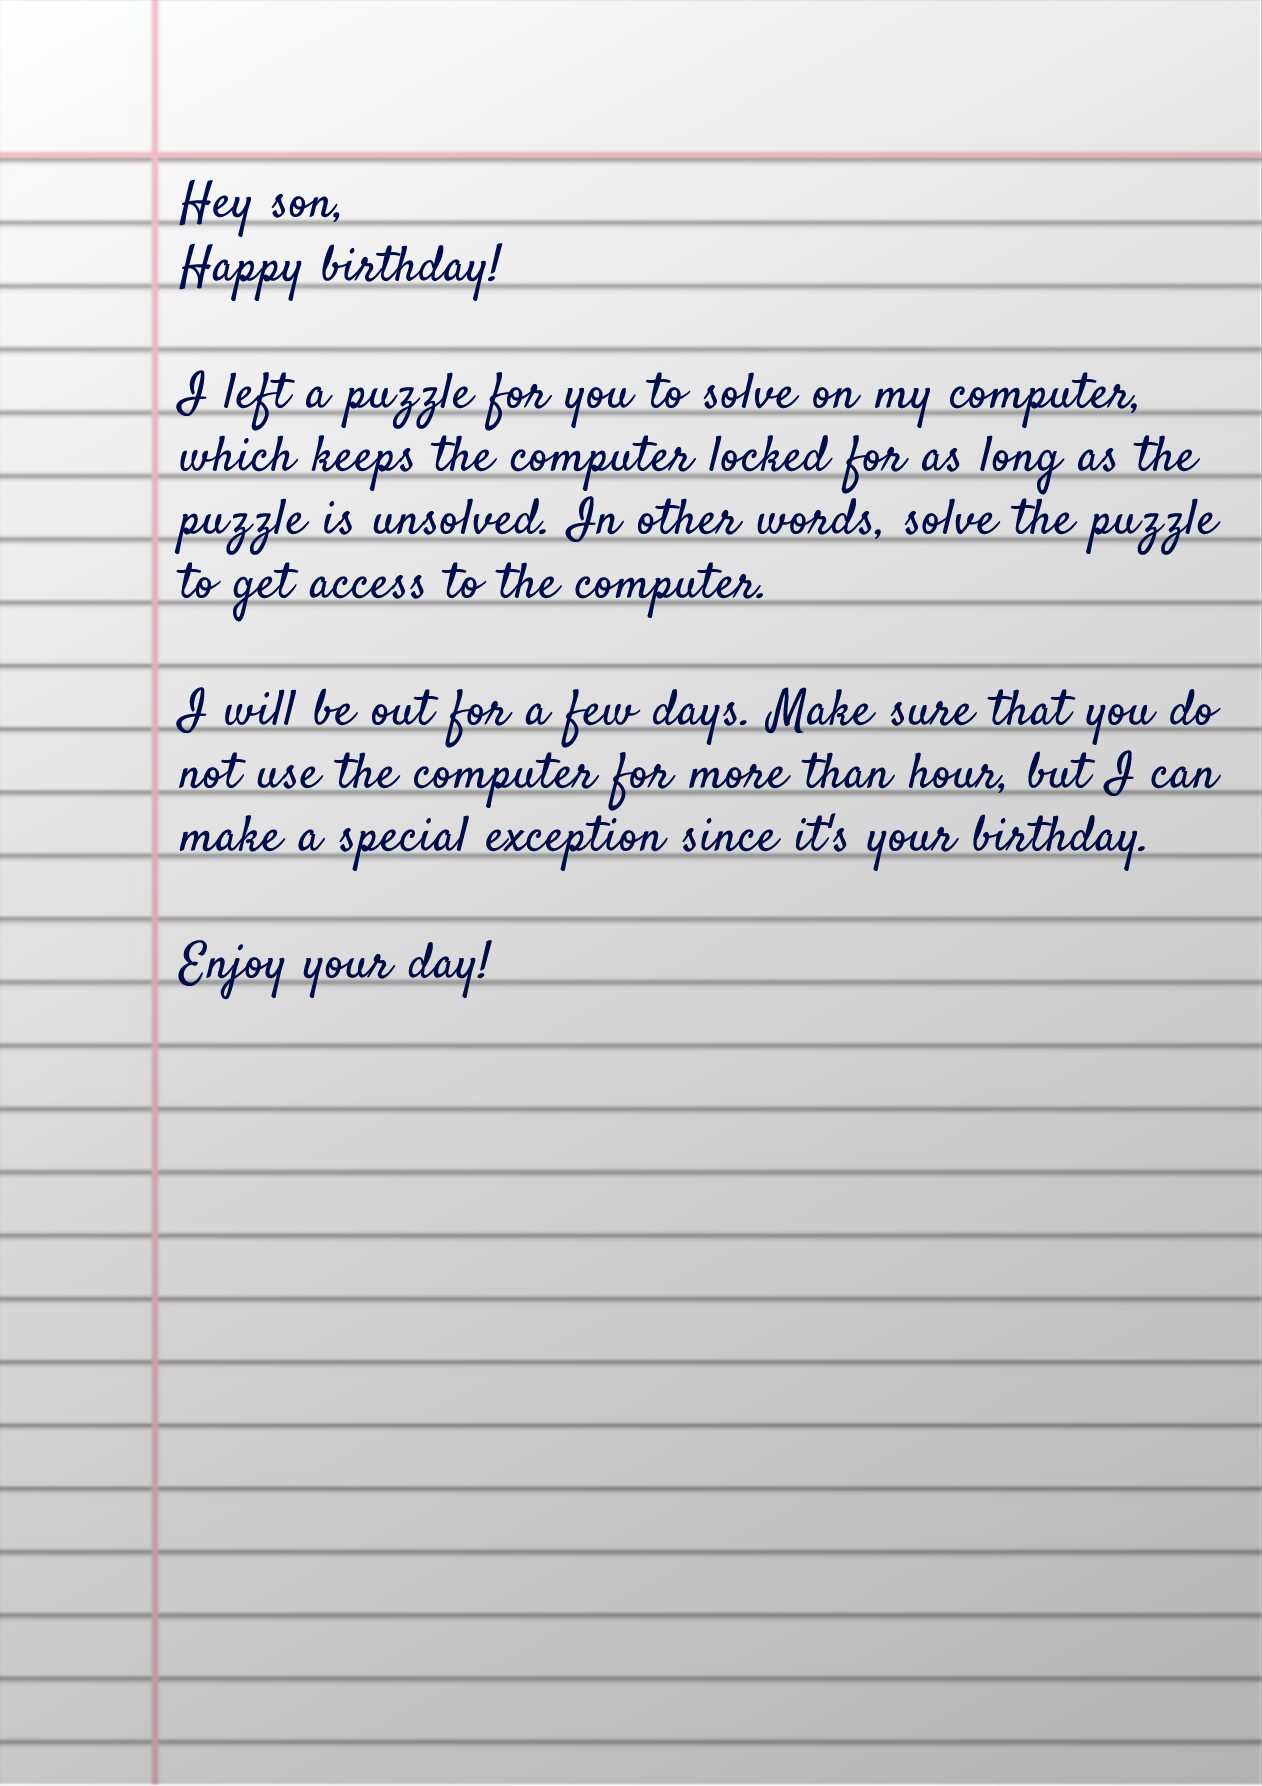 Hey son,
Happy birthday!
I left a puzzle for you to solve on my computer,
which keeps the computer locked for as long as the
puzzle is unsolved. In other words, solve the puzzle
to get access to the computer.
I will be out for a few days. Make sure that you do
not use the computer for more than hour, but I can
make a special exception since it's your birthday.
Enjoy your day!